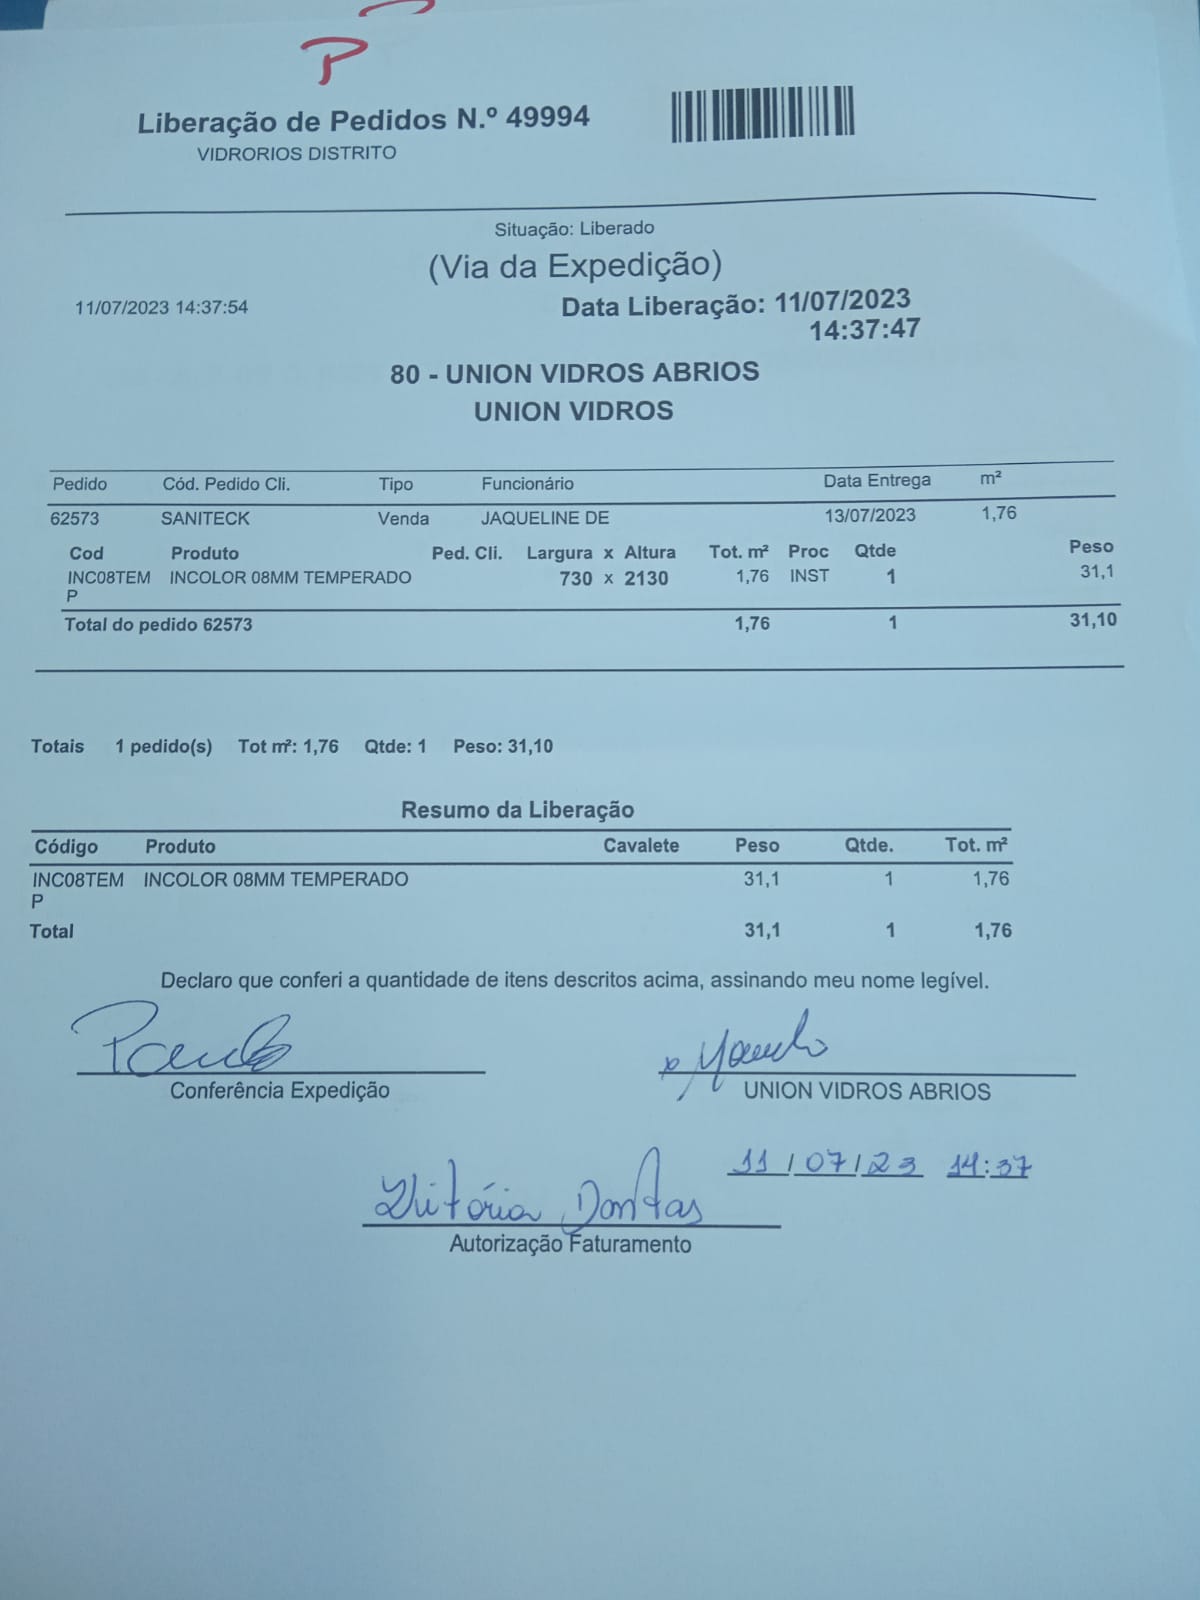 P
Liberação de Pedidos N.º 49994
VIDRORIOS DISTRITO
Situação: Liberado
(Via da Expedição)
11/07/2023 14:37:54
Data Liberação: 11/07/2023
14:37:47
80 - UNION VIDROS ABRIOS
UNION VIDROS
Pedido Cód. Pedido Cli. Tipo Funcionário Data Entrega m²
62573 SANITECK Venda JAQUELINE DE 13/07/2023 1,76
Cod Produto Ped. Cli. Largura x Altura Tot. m² Proc Qtde Peso
INC08TEM INCOLOR 08MM TEMPERADO 730 x 2130 1,76 INST 1 31,1
P
Total do pedido 62573 1,76 1 31,10
Totais 1 pedido(s) Tot m²: 1,76 Qtde: 1 Peso: 31,10
Resumo da Liberação
Código Produto Cavalete Peso Qtde. Tot. m²
INC08TEM INCOLOR 08MM TEMPERADO 31,1 1 1,76
P
Total 31,1 1 1,76
Declaro que conferi a quantidade de itens descritos acima, assinando meu nome legível.
Conferência Expedição
UNION VIDROS ABRIOS
11/07/23 14:37
Vitória Dantas
Autorização Faturamento